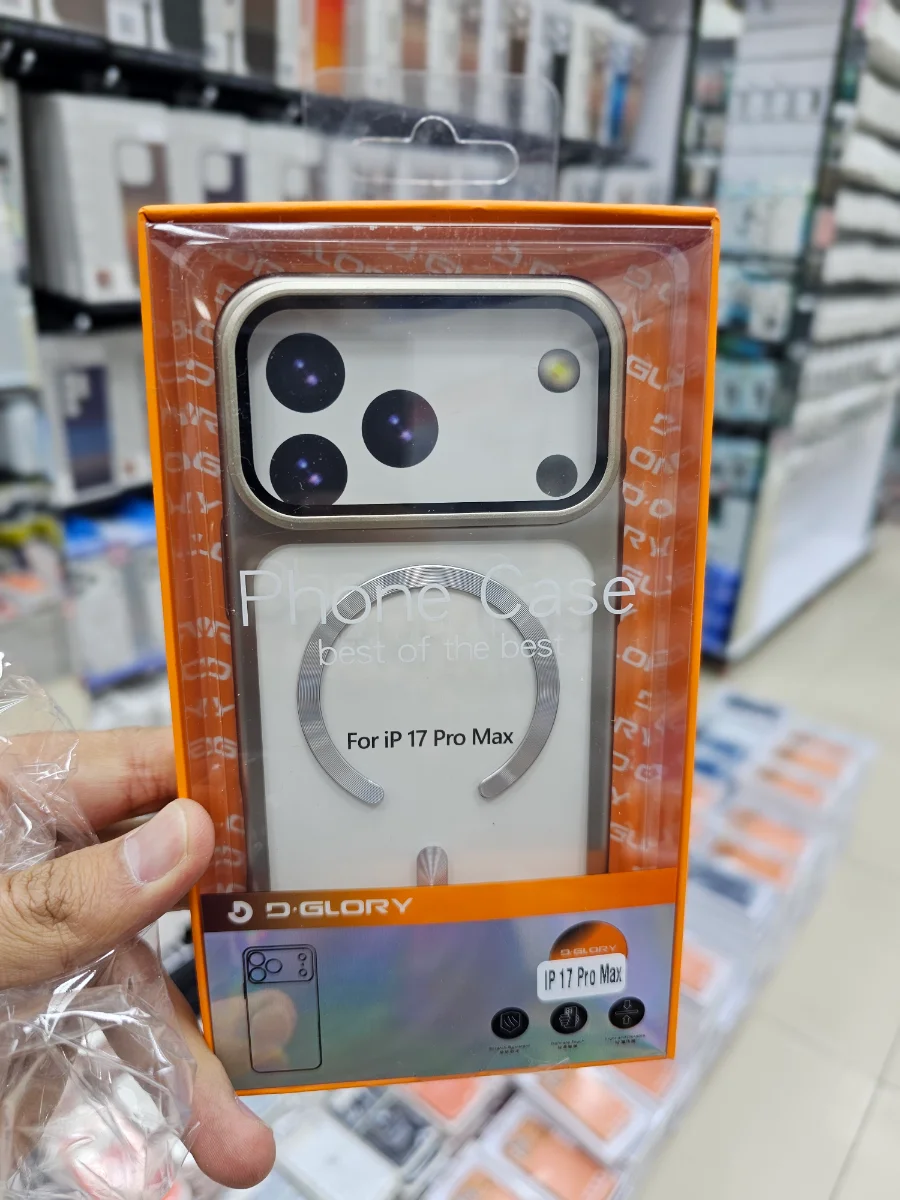 Phone Case
best of the best
For iP 17 Pro Max
D·GLORY
D·GLORY
IP 17 Pro Max